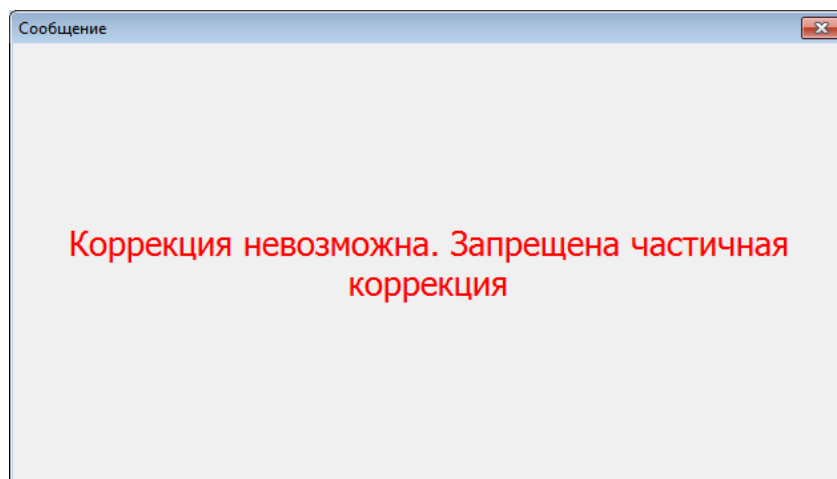 Сообщение
Коррекция невозможна. Запрещена частичная
коррекция